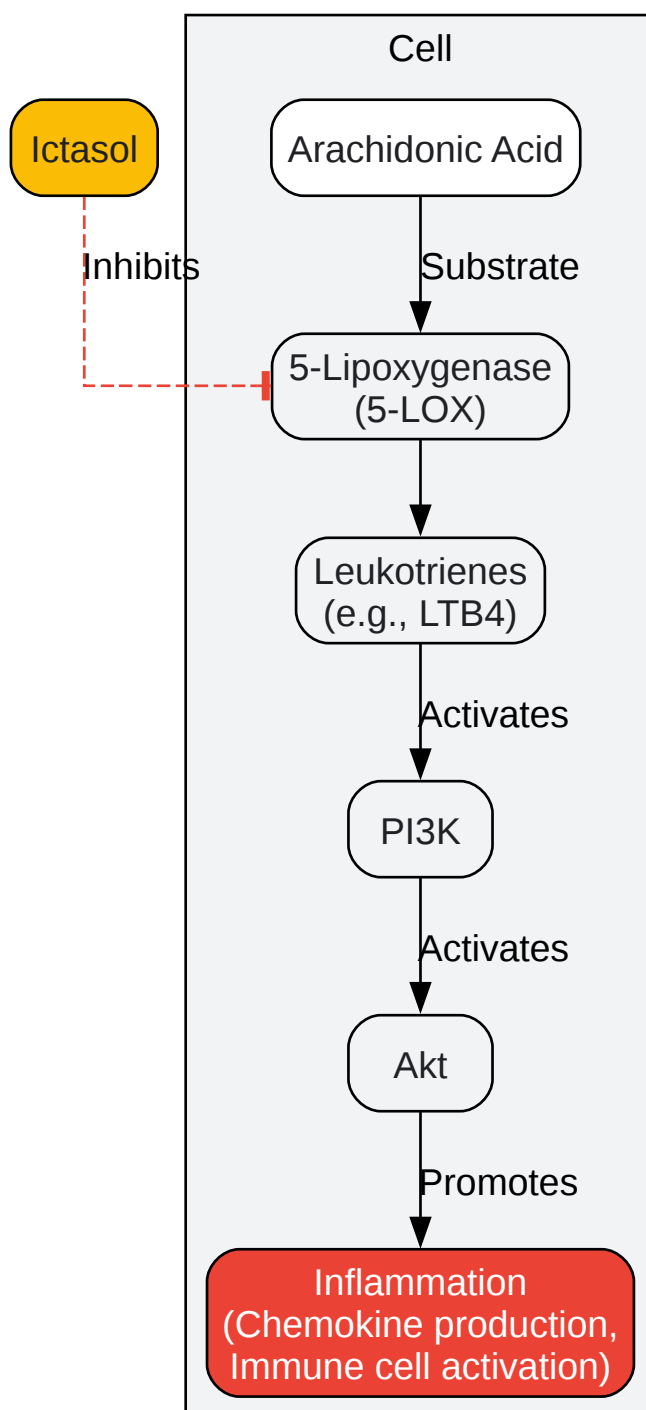 Cell
Ictasol
Arachidonic Acid
Inhibits
Substrate
5-Lipoxygenase
(5-LOX)
Leukotrienes
(e.g., LTB4)
Activates
PI3K
Activates
Akt
Promotes
Inflammation
(Chemokine production,
Immune cell activation)